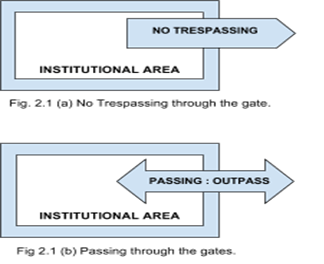 NO TRESPASSING
INSTITUTIONAL AREA
Fig. 2.1 (a) No Trespassing through the gate.
PASSING : OUTPASS
INSTITUTIONAL AREA
Fig 2.1 (b) Passing through the gates.